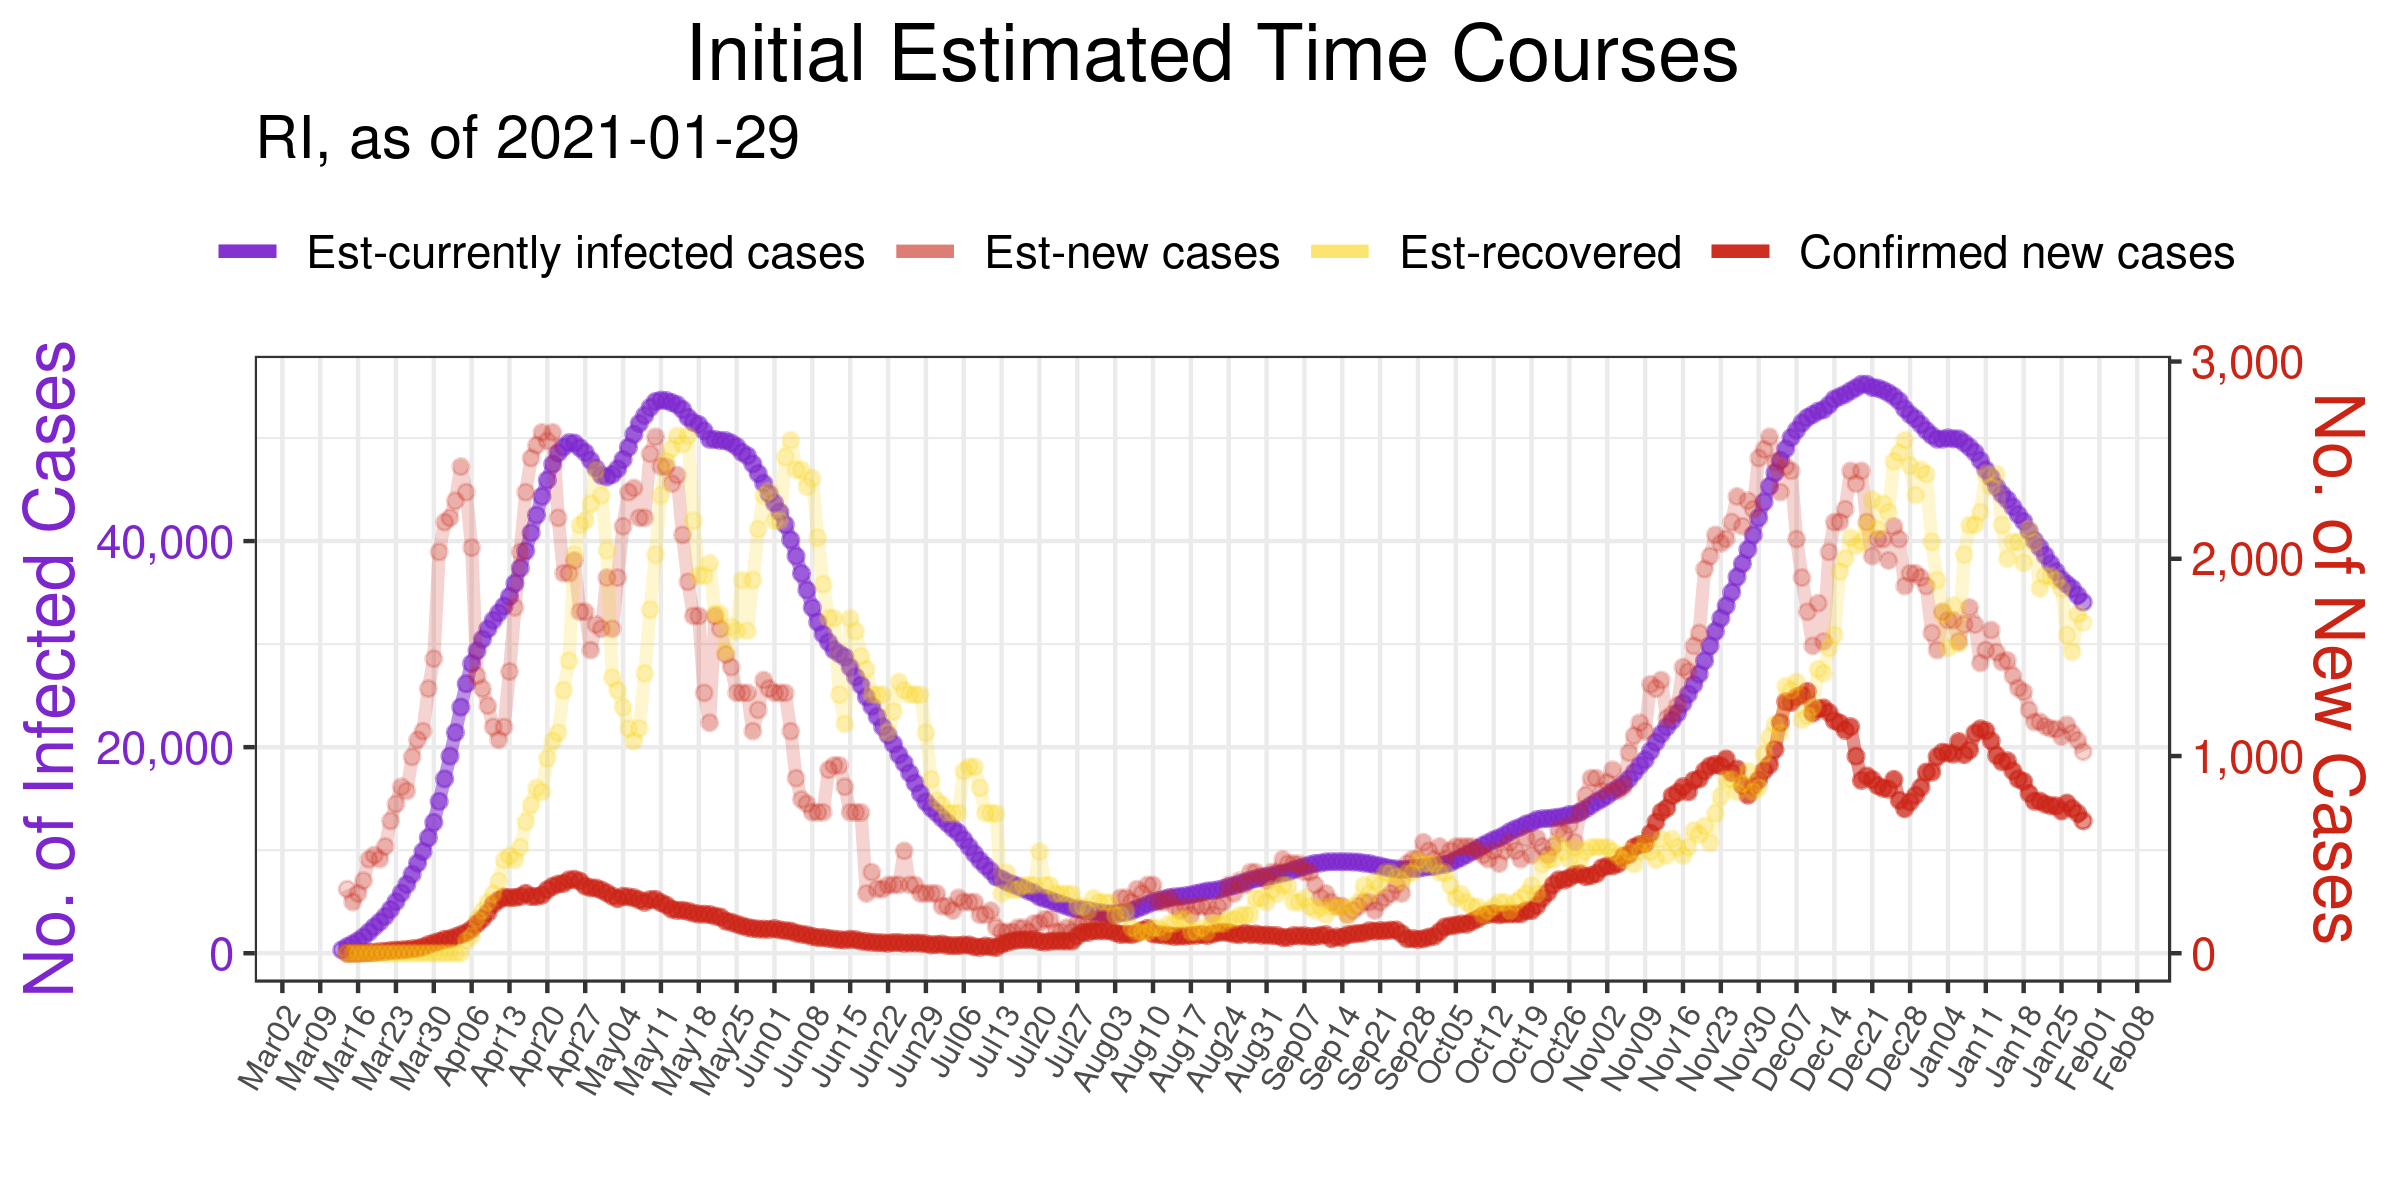 Initial Estimated Time Courses
RI, as of 2021-01-29
Est-currently infected cases Est-new cases Est-recovered Confirmed new cases
No. of Infected Cases
40,000
20,000
0
3,000
2,000
1,000
0
No. of New Cases
Mar02 Mar09 Mar16 Mar23 Mar30 Apr06 Apr13 Apr20 Apr27 May04 May11 May18 May25 Jun01 Jun08 Jun15 Jun22 Jun29 Jul06 Jul13 Jul20 Jul27 Aug03 Aug10 Aug17 Aug24 Aug31 Sep07 Sep14 Sep21 Sep28 Oct05 Oct12 Oct19 Oct26 Nov02 Nov09 Nov16 Nov23 Nov30 Dec07 Dec14 Dec21 Dec28 Jan04 Jan11 Jan18 Jan25 Feb01 Feb08